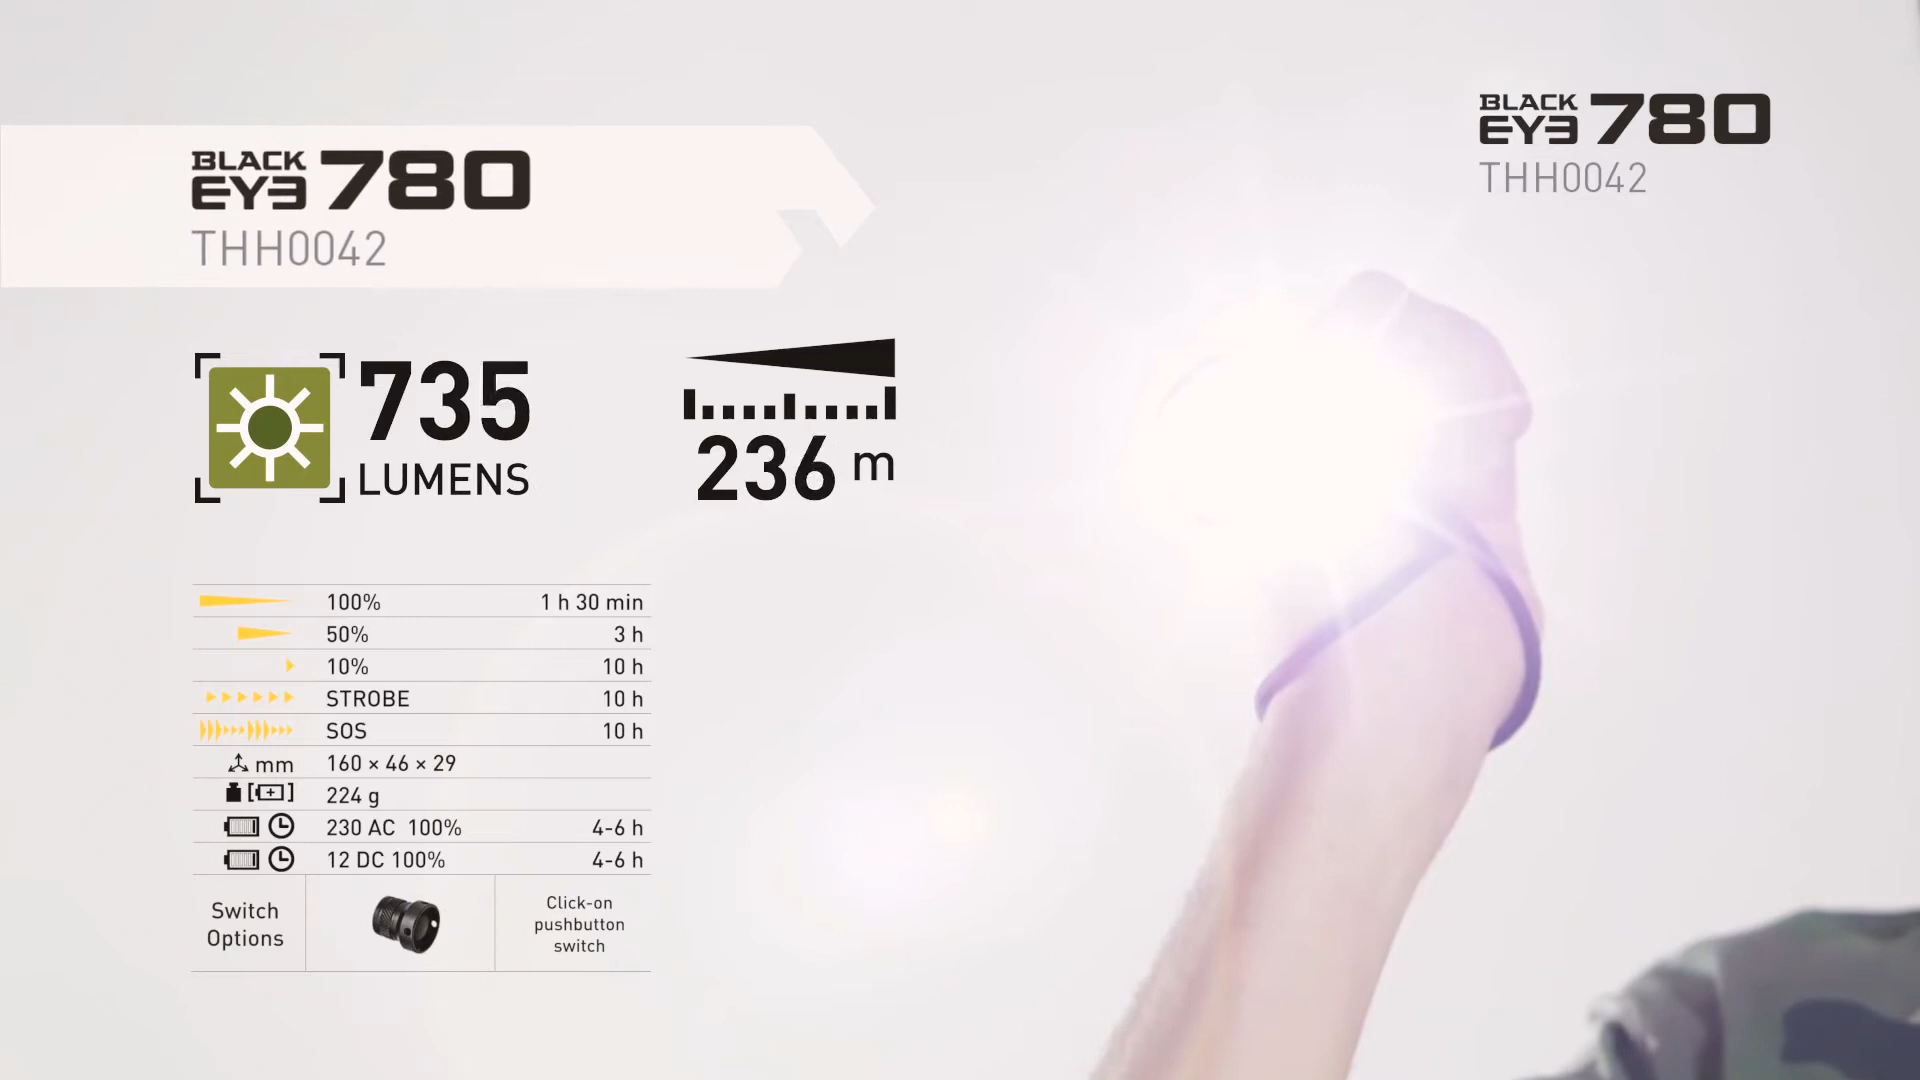 BLACK EYE 780
THH0042
BLACK EYE 780
THH0042
735
LUMENS
236 m
100% 1 h 30 min
50% 3 h
10% 10 h
STROBE 10 h
SOS 10 h
mm 160 × 46 × 29
224 g
230 AC 100% 4-6 h
12 DC 100% 4-6 h
Switch
Options
Click-on
pushbutton
switch